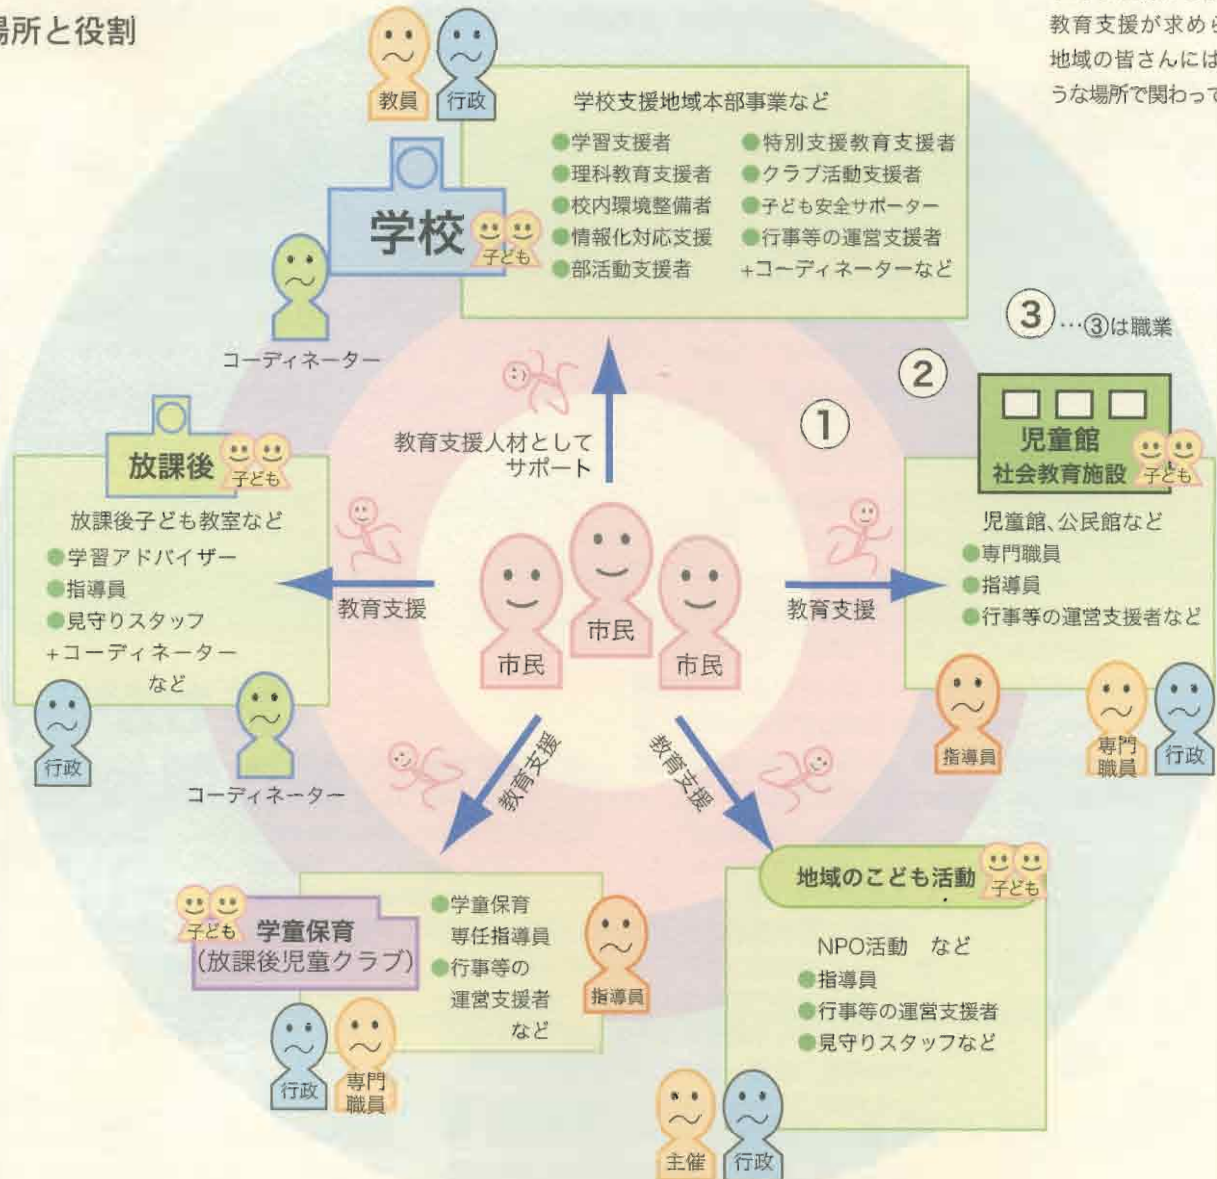 場所と役割
教育支援が求めら
地域の皆さんには
うな場所で関わって
教員
行政
学校支援地域本部事業など
●学習支援者
●理科教育支援者
●校内環境整備者
●情報化対応支援
●部活動支援者
●特別支援教育支援者
●クラブ活動支援者
●子ども安全サポーター
●行事等の運営支援者
+コーディネーターなど
学校
子ども
コーディネーター
③…③は職業
②
①
教育支援人材として
サポート
放課後
子ども
放課後子ども教室など
●学習アドバイザー
●指導員
●見守りスタッフ
+コーディネーター
など
行政
コーディネーター
教育支援
市民
市民
市民
教育支援
児童館
社会教育施設
子ども
児童館、公民館など
●専門職員
●指導員
●行事等の運営支援者など
指導員
専門
職員
行政
教育支援
教育支援
子ども
学童保育
(放課後児童クラブ)
●学童保育
専任指導員
●行事等の
運営支援者
など
指導員
行政
専門
職員
地域のこども活動
子ども
NPO活動 など
●指導員
●行事等の運営支援者
●見守りスタッフなど
主催
行政